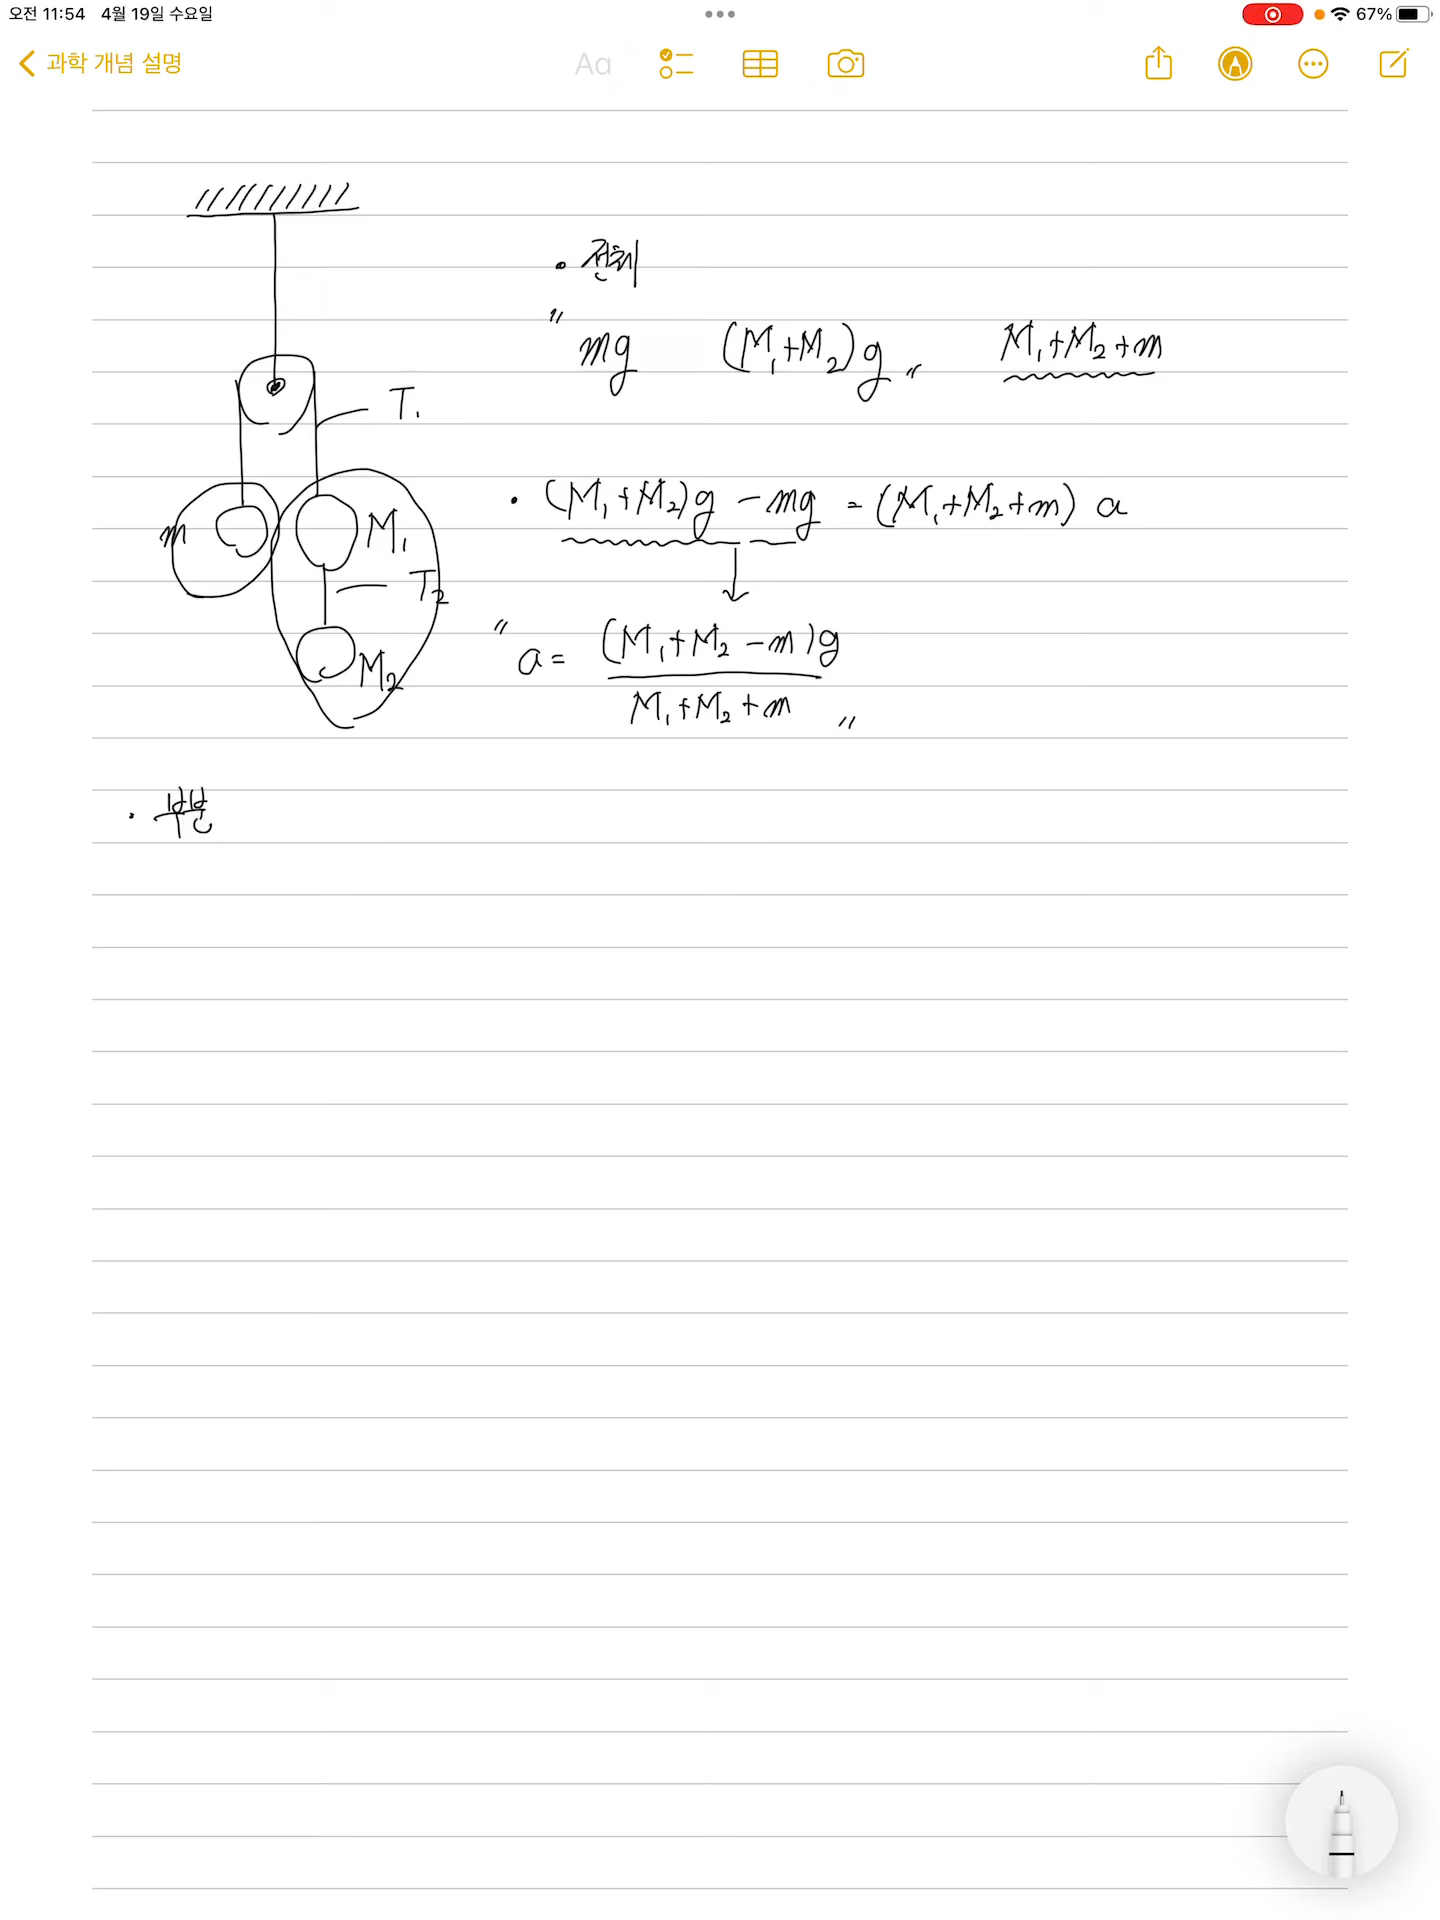 오전 11:54 4월 19일 수요일
67%
과학 개념 설명
Aa
• 전체
" mg (M₁+M₂)g " M₁+M₂+m
T₁
m M₁
T₂
M₂
• (M₁+M₂)g - mg = (M₁+M₂+m) a
↓
" a = (M₁+M₂-m)g
M₁+M₂+m "
• 부분